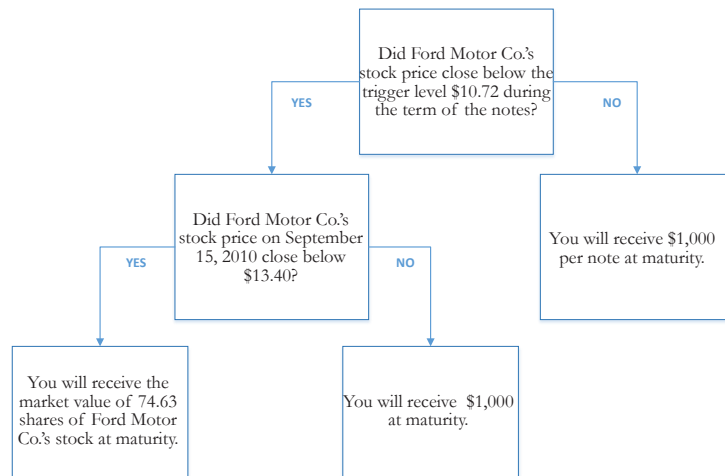 Did Ford Motor Co.'s
stock price close below the
trigger level $10.72 during
the term of the notes?
YES
NO
Did Ford Motor Co.'s
stock price on September
15, 2010 close below
$13.40?
You will receive $1,000
per note at maturity.
YES
NO
You will receive the
market value of 74.63
shares of Ford Motor
Co.'s stock at maturity.
You will receive $1,000
at maturity.